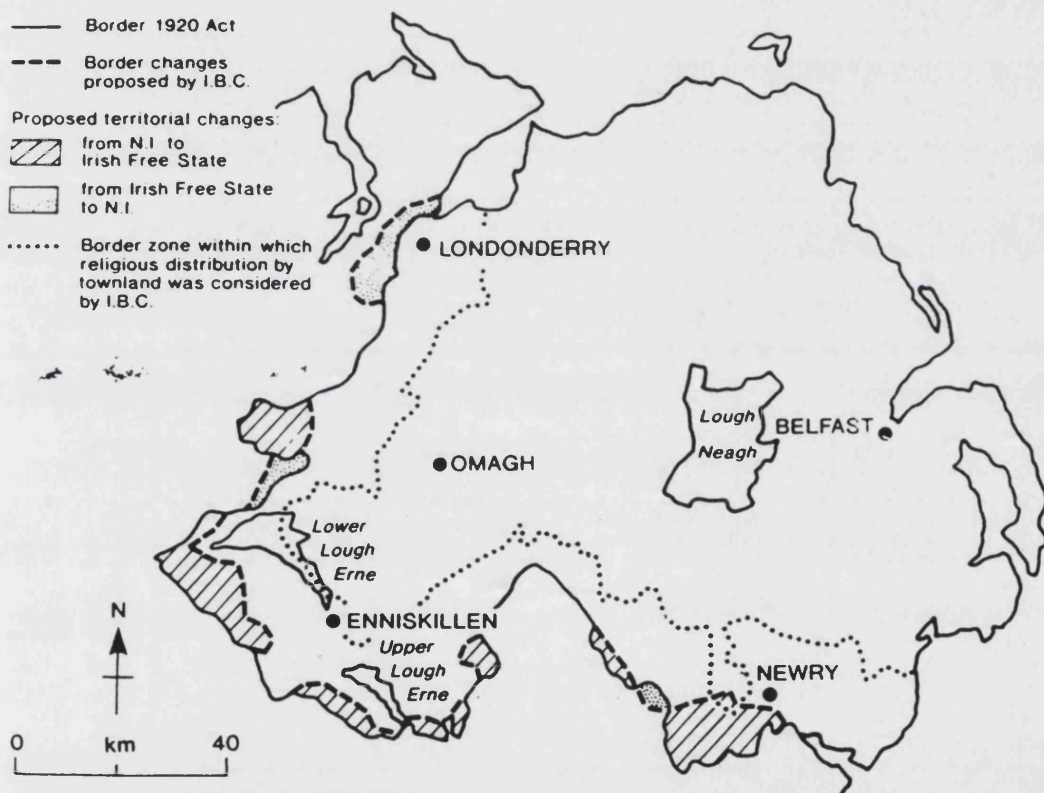 Border 1920 Act
Border changes
proposed by I.B.C.
Proposed territorial changes:
from N.I. to
Irish Free State
from Irish Free State
to N.I.
Border zone within which
religious distribution by
townland was considered
by I.B.C.
LONDONDERRY
Lough
Neagh
BELFAST
OMAGH
Lower
Lough
Erne
N
ENNISKILLEN
Upper
Lough
Erne
NEWRY
0 km 40